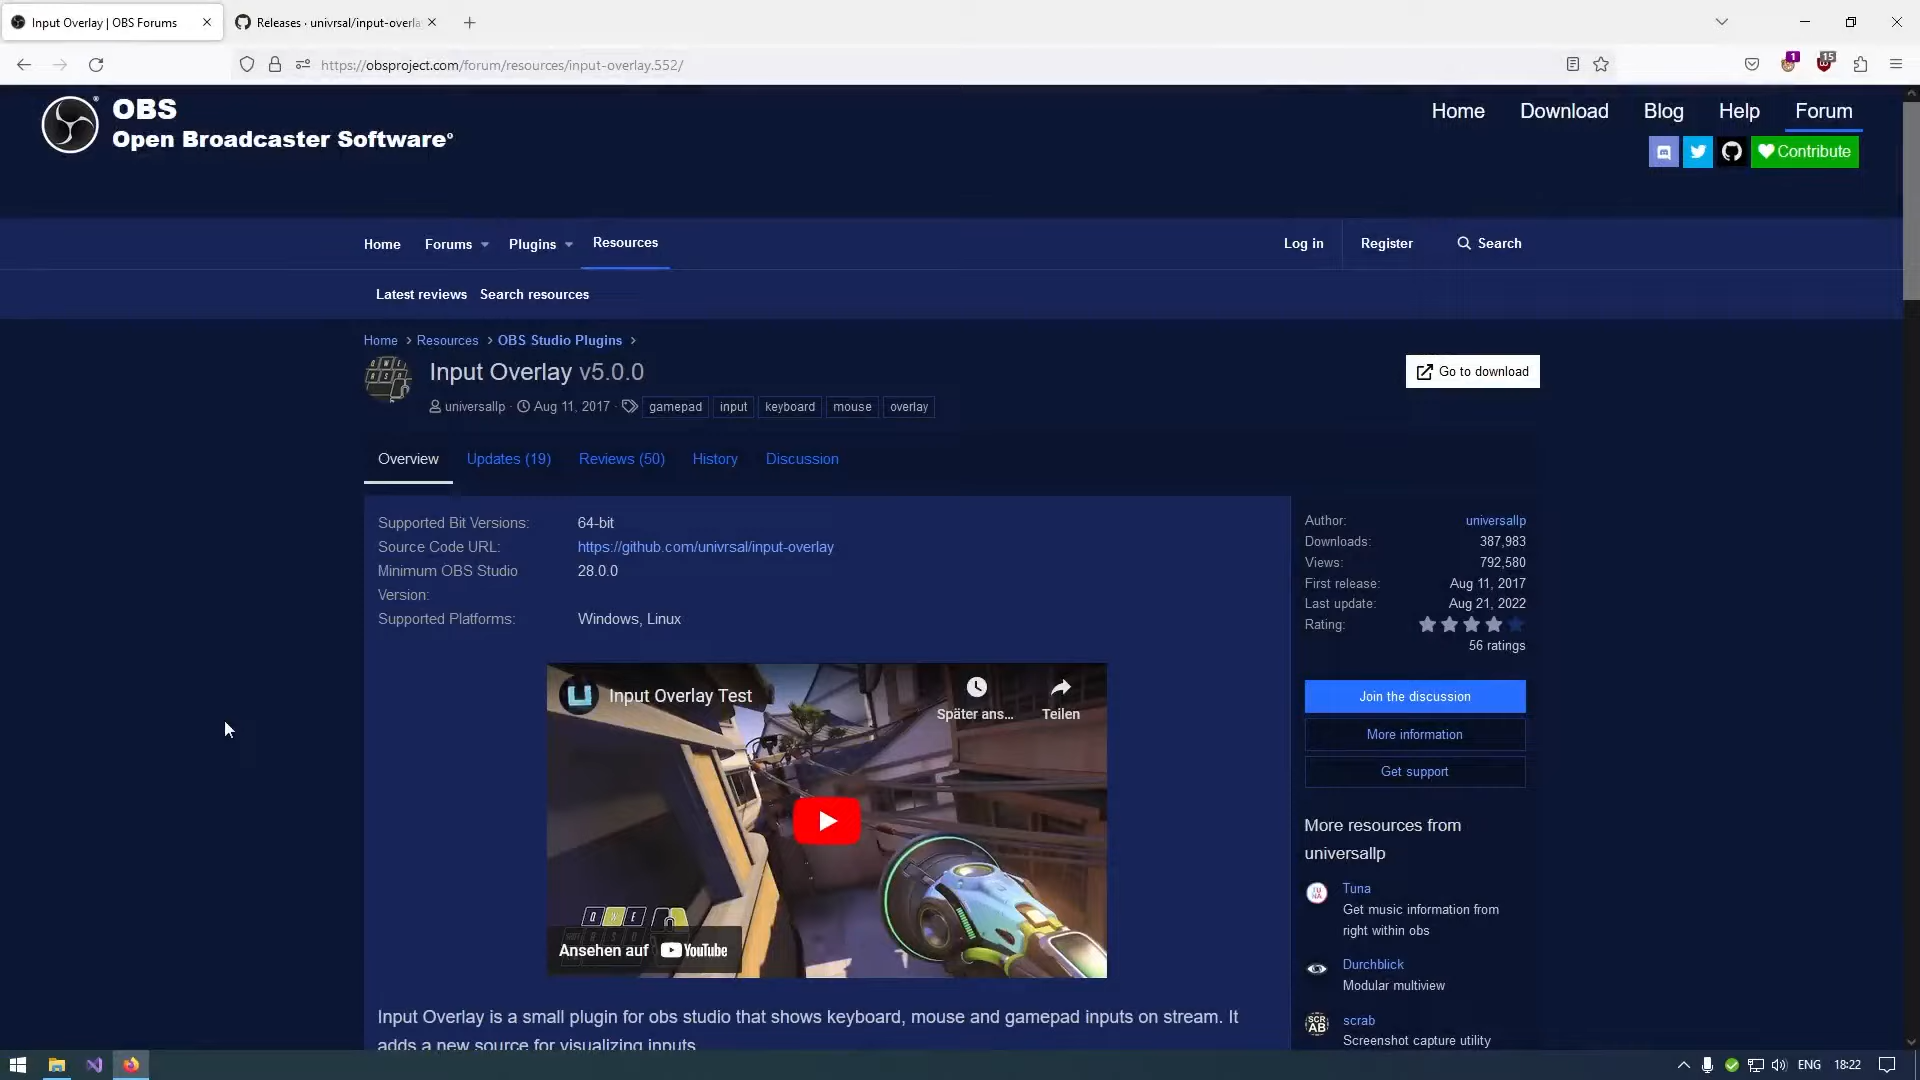 Input Overlay | OBS Forums
Releases · univrsal/input-overla
https://obsproject.com/forum/resources/input-overlay.552/
1
15
OBS
Open Broadcaster Software
Home Download Blog Help Forum
Contribute
Home Forums Plugins Resources
Log in Register Search
Latest reviews Search resources
Home > Resources > OBS Studio Plugins >
Input Overlay v5.0.0
Go to download
universallp · Aug 11, 2017 · gamepad input keyboard mouse overlay
Overview Updates (19) Reviews (50) History Discussion
Supported Bit Versions: 64-bit
Source Code URL: https://github.com/univrsal/input-overlay
Minimum OBS Studio Version: 28.0.0
Supported Platforms: Windows, Linux
Input Overlay Test
Später ans...
Teilen
Q W E
Ansehen auf YouTube
Input Overlay is a small plugin for obs studio that shows keyboard, mouse and gamepad inputs on stream. It
adds a new source for visualizing inputs
Author: universallp
Downloads: 387,983
Views: 792,580
First release: Aug 11, 2017
Last update: Aug 21, 2022
Rating:
56 ratings
Join the discussion
More information
Get support
More resources from
universallp
TU
NA
Tuna
Get music information from
right within obs
Durchblick
Modular multiview
SCR
AB
scrab
Screenshot capture utility
ENG 18:22